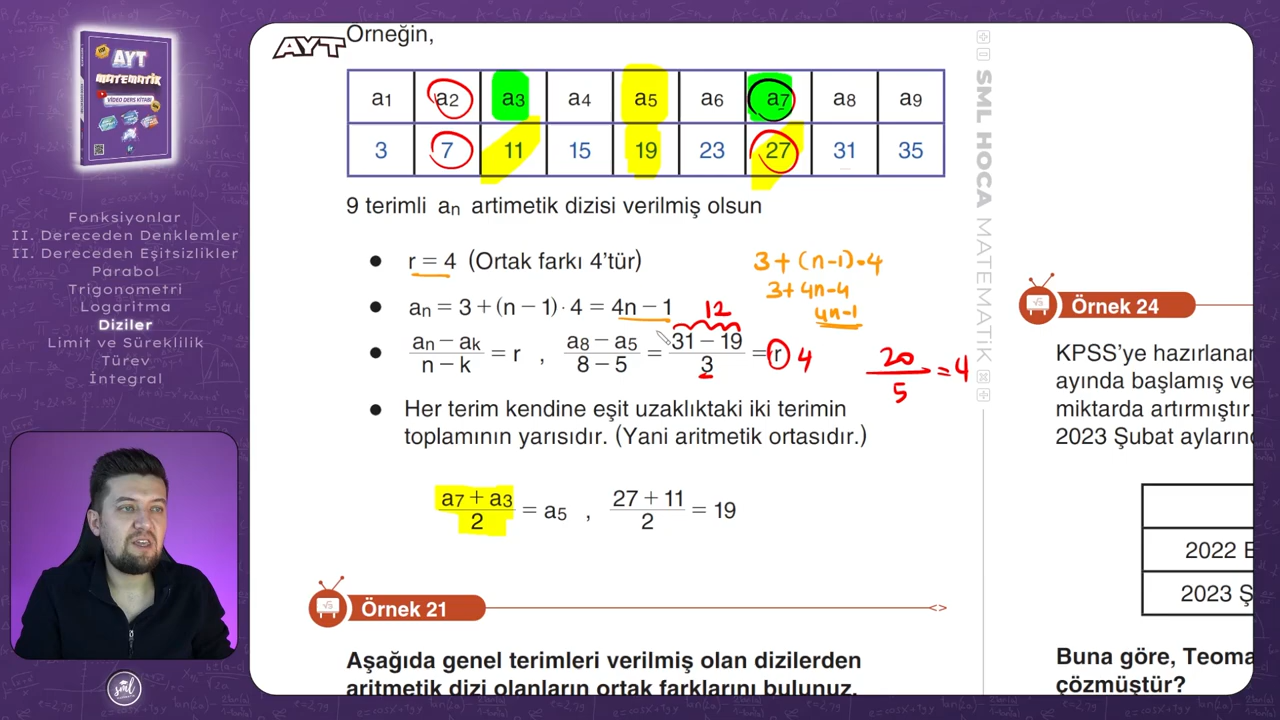 AYT
MATEMATİK
VİDEO DERS KİTABI
Fonksiyonlar
II. Dereceden Denklemler
II. Dereceden Eşitsizlikler
Parabol
Trigonometri
Logaritma
Diziler
Limit ve Süreklilik
Türev
İntegral
sml
AYT
Örneğin,
a1 a2 a3 a4 a5 a6 a7 a8 a9
3 7 11 15 19 23 27 31 35
9 terimli an artimetik dizisi verilmiş olsun
• r = 4 (Ortak farkı 4'tür)
3 + (n-1)·4
3 + 4n-4
4n-1
• an = 3 + (n − 1) · 4 = 4n − 1
12
• an − ak / n − k = r , a8 − a5 / 8 − 5 = 31 − 19 / 3 = r 4
20 / 5 = 4
• Her terim kendine eşit uzaklıktaki iki terimin
toplamının yarısıdır. (Yani aritmetik ortasıdır.)
a7 + a3 / 2 = a5 , 27 + 11 / 2 = 19
Örnek 21
Aşağıda genel terimleri verilmiş olan dizilerden
aritmetik dizi olanların ortak farklarını bulunuz.
SML HOCA MATEMATİK
Örnek 24
KPSS'ye hazırlanan
ayında başlamış ve
miktarda artırmıştır.
2023 Şubat aylarınd
2022 E
2023 Ş
Buna göre, Teoma
çözmüştür?